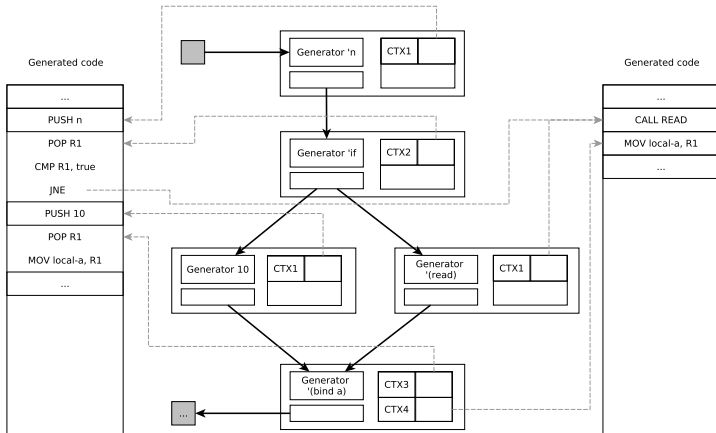 Generated code
...
PUSH n
POP R1
CMP R1, true
JNE
PUSH 10
POP R1
MOV local-a, R1
...
Generator 'n
CTX1
Generator 'if
CTX2
Generator 10
CTX1
Generator
'(read)
CTX1
Generator
'(bind a)
CTX3
CTX4
...
Generated code
...
CALL READ
MOV local-a, R1
...